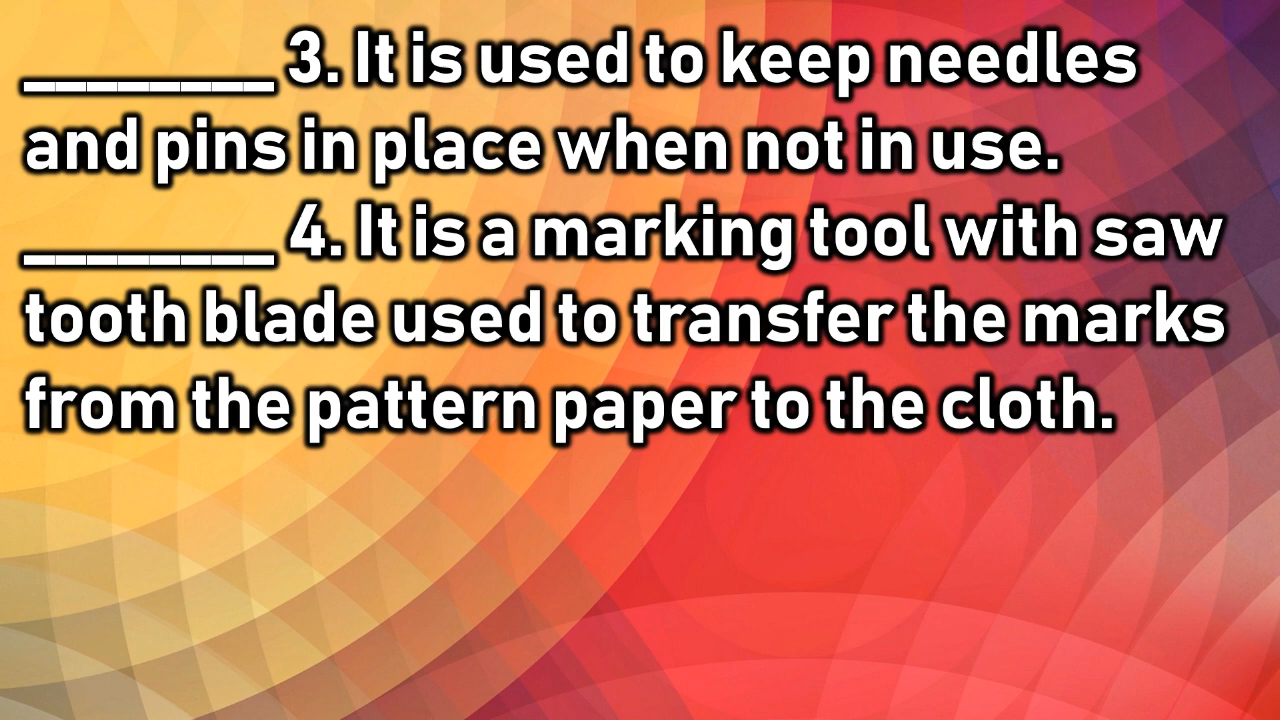 ________ 3. It is used to keep needles
and pins in place when not in use.
________ 4. It is a marking tool with saw
tooth blade used to transfer the marks
from the pattern paper to the cloth.